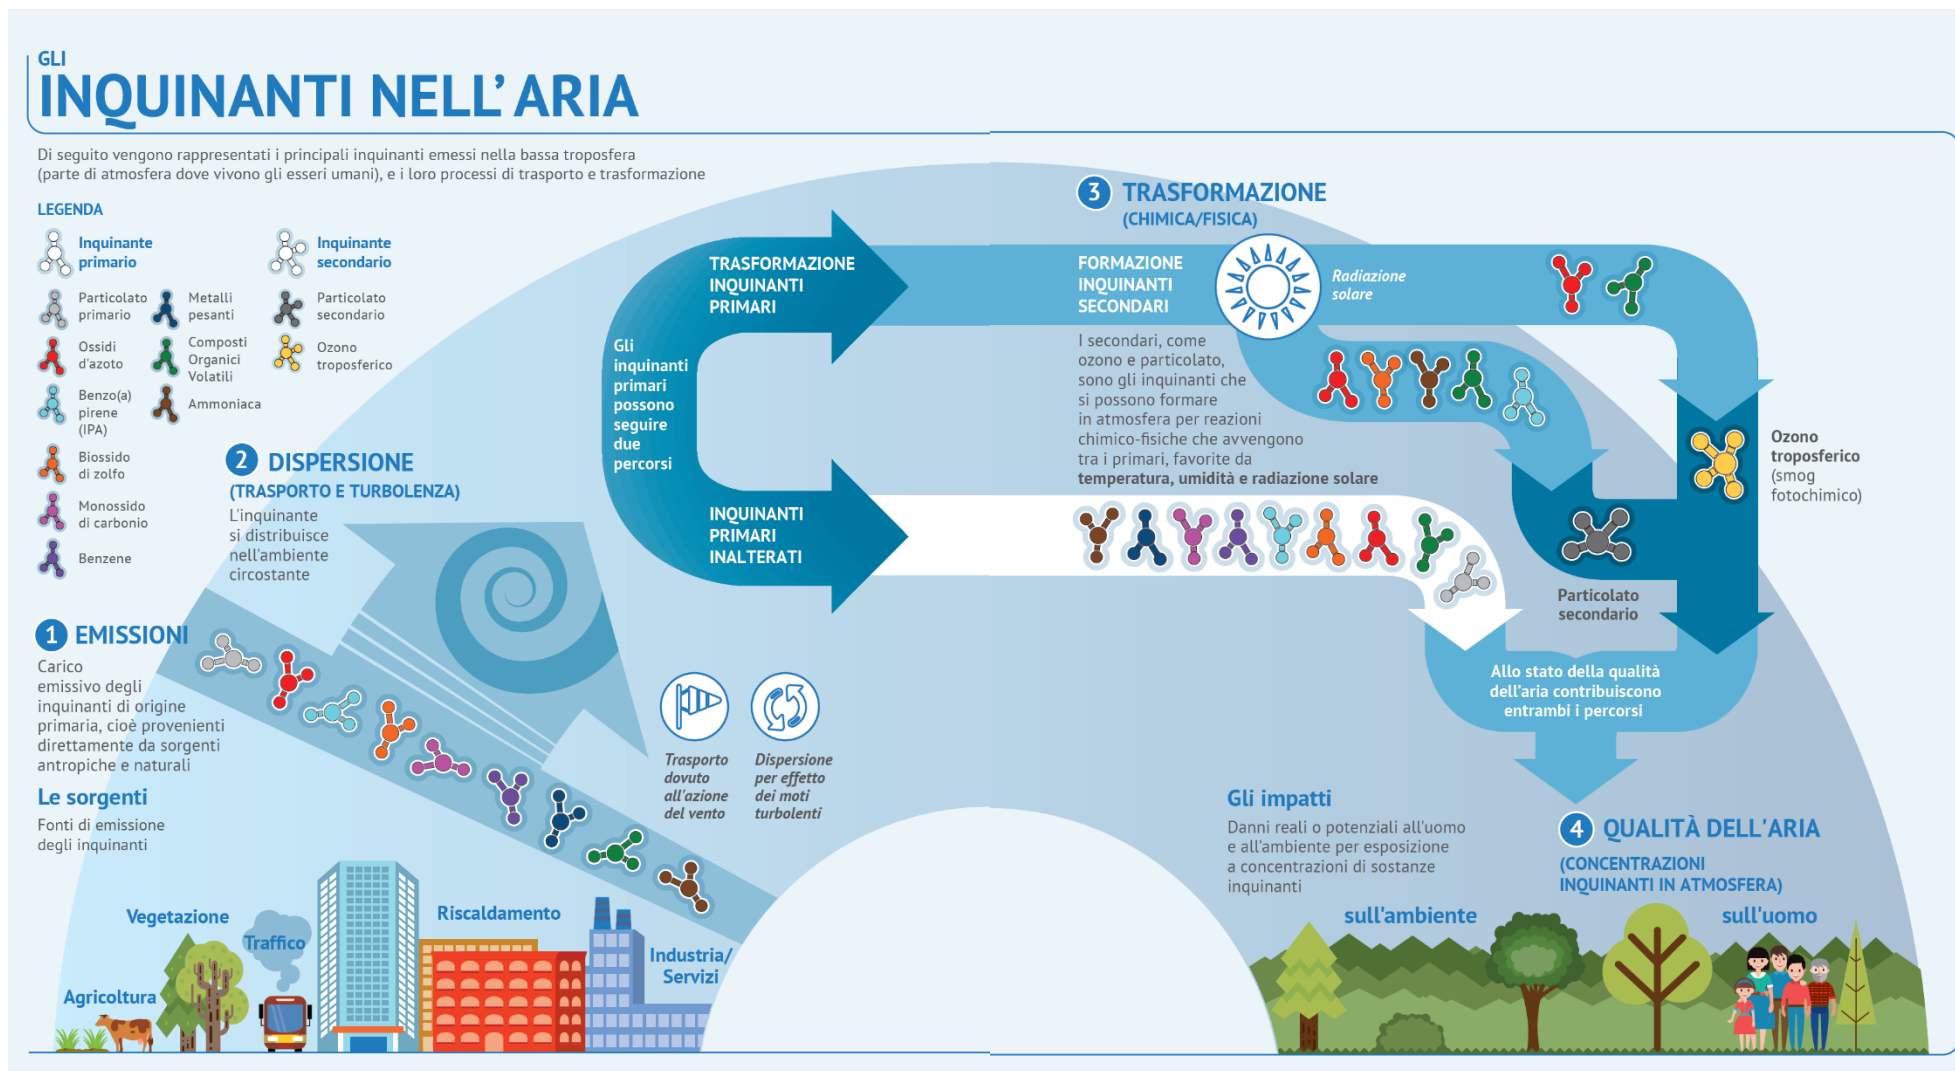 GLI
INQUINANTI NELL'ARIA
Di seguito vengono rappresentati i principali inquinanti emessi nella bassa troposfera
(parte di atmosfera dove vivono gli esseri umani), e i loro processi di trasporto e trasformazione
LEGENDA
Inquinante
primario
Inquinante
secondario
Particolato
primario
Metalli
pesanti
Particolato
secondario
Ossidi
d'azoto
Composti
Organici
Volatili
Ozono
troposferico
Benzo(a)
pirene
(IPA)
Ammoniaca
Biossido
di zolfo
Monossido
di carbonio
Benzene
1 EMISSIONI
Carico
emissivo degli
inquinanti di origine
primaria, cioè provenienti
direttamente da sorgenti
antropiche e naturali
Le sorgenti
Fonti di emissione
degli inquinanti
Agricoltura
Vegetazione
Traffico
Riscaldamento
Industria/
Servizi
2 DISPERSIONE
(TRASPORTO E TURBOLENZA)
L'inquinante
si distribuisce
nell'ambiente
circostante
Trasporto
dovuto
all'azione
del vento
Dispersione
per effetto
dei moti
turbolenti
Gli
inquinanti
primari
possono
seguire
due
percorsi
TRASFORMAZIONE
INQUINANTI
PRIMARI
INQUINANTI
PRIMARI
INALTERATI
3 TRASFORMAZIONE
(CHIMICA/FISICA)
FORMAZIONE
INQUINANTI
SECONDARI
Radiazione
solare
I secondari, come
ozono e particolato,
sono gli inquinanti che
si possono formare
in atmosfera per reazioni
chimico-fisiche che avvengono
tra i primari, favorite da
temperatura, umidità e radiazione solare
Ozono
troposferico
(smog
fotochimico)
Particolato
secondario
Allo stato della qualità
dell'aria contribuiscono
entrambi i percorsi
Gli impatti
Danni reali o potenziali all'uomo
e all'ambiente per esposizione
a concentrazioni di sostanze
inquinanti
4 QUALITÀ DELL'ARIA
(CONCENTRAZIONI
INQUINANTI IN ATMOSFERA)
sull'ambiente
sull'uomo